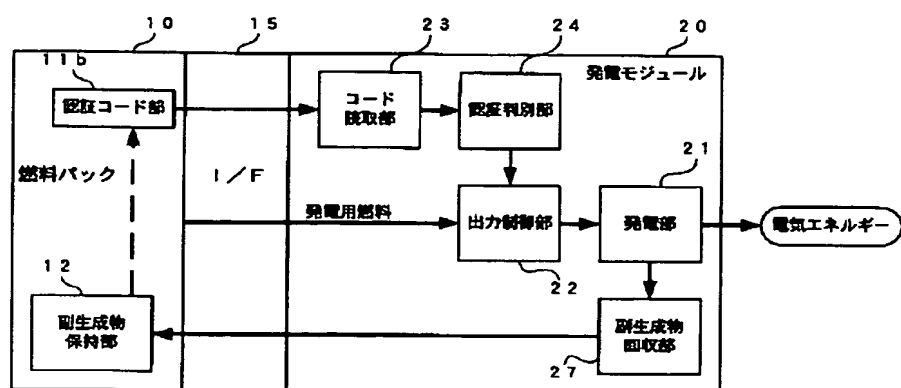 10
15
23
24
20
11b
発電モジュール
コード
読取部
認証判別部
認証コード部
燃料パック
I/F
21
発電用燃料
出力制御部
発電部
電気エネルギー
22
12
副生成物
保持部
副生成物
回収部
27